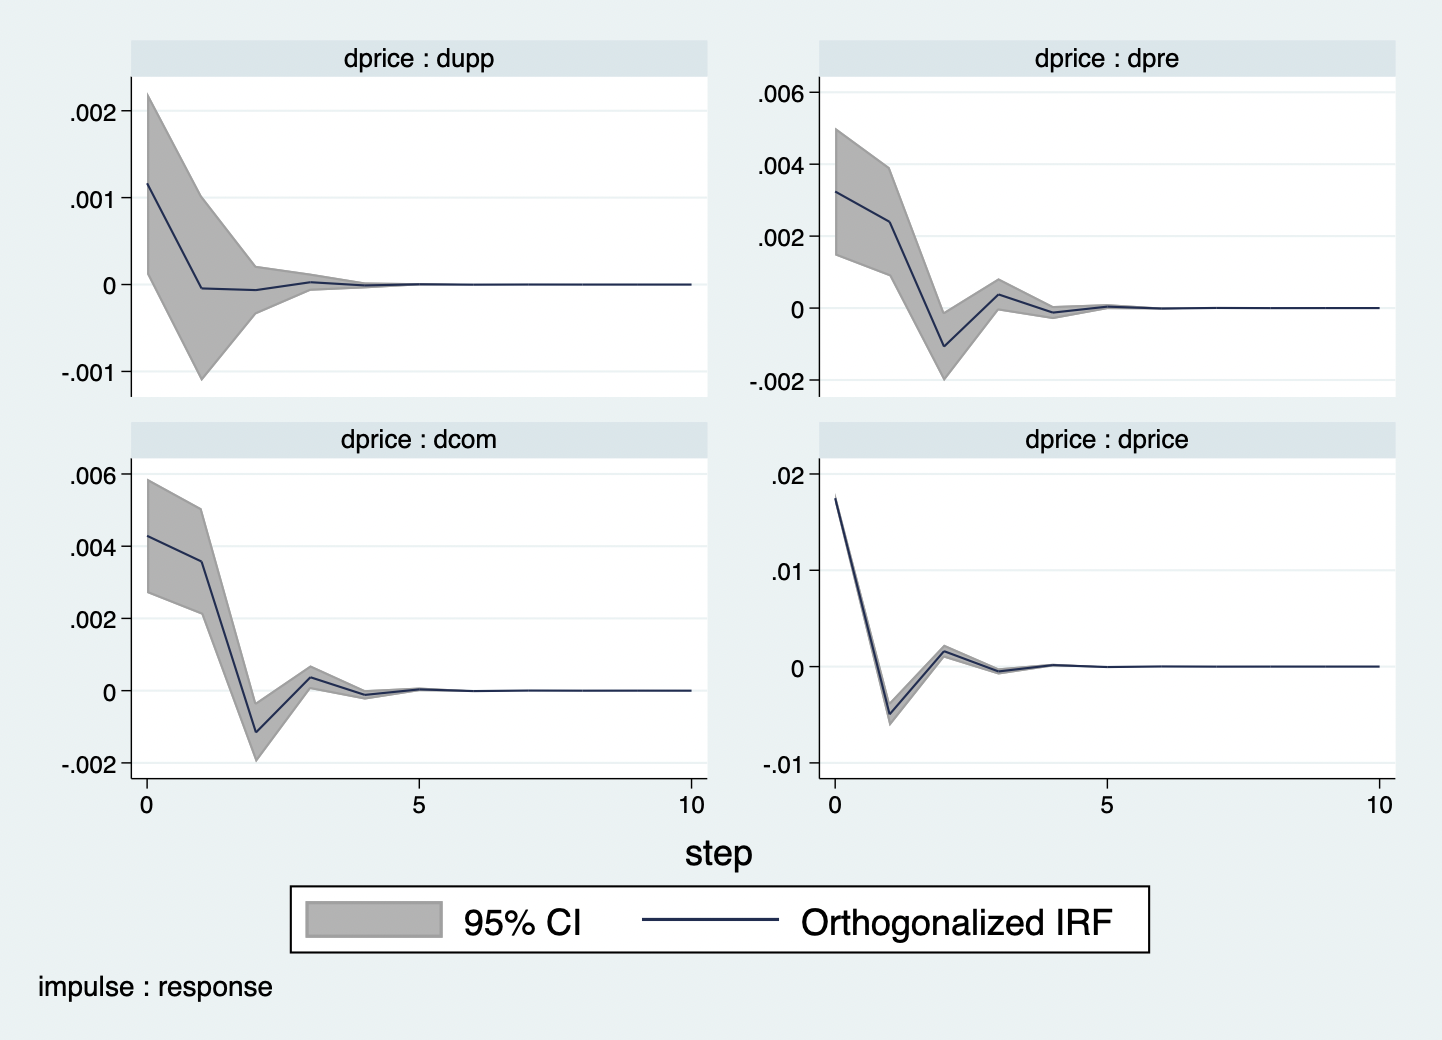 dprice : dupp
.002
.001
0
-.001
dprice : dpre
.006
.004
.002
0
-.002
dprice : dcom
.006
.004
.002
0
-.002
0 5 10
dprice : dprice
.02
.01
0
-.01
0 5 10
step
95% CI Orthogonalized IRF
impulse : response